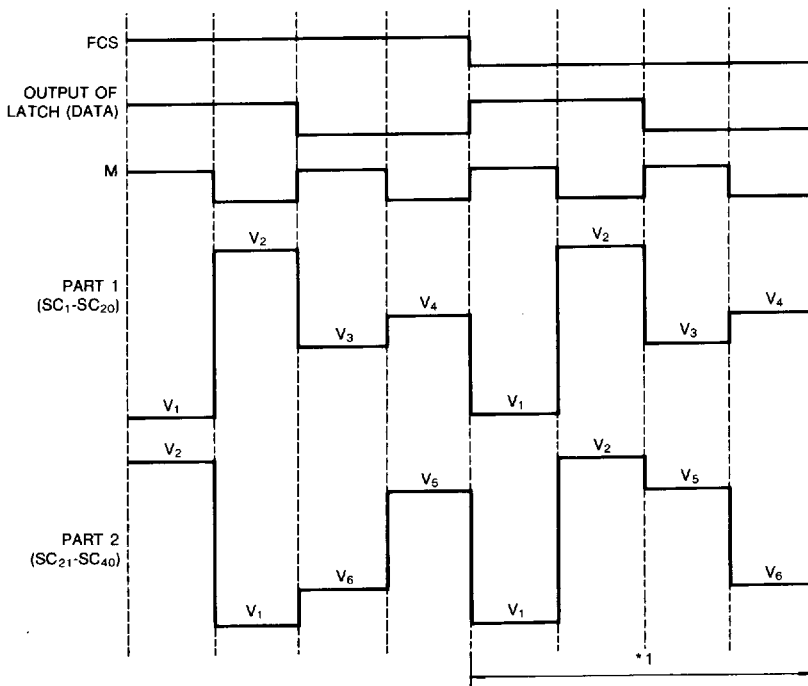 FCS
OUTPUT OF
LATCH (DATA)
M
V2 V2
PART 1
(SC1-SC20)
V4 V4
V3 V3
V1 V1
V2 V2
V5 V5
PART 2
(SC21-SC40)
V6 V6
V1 V1
*1